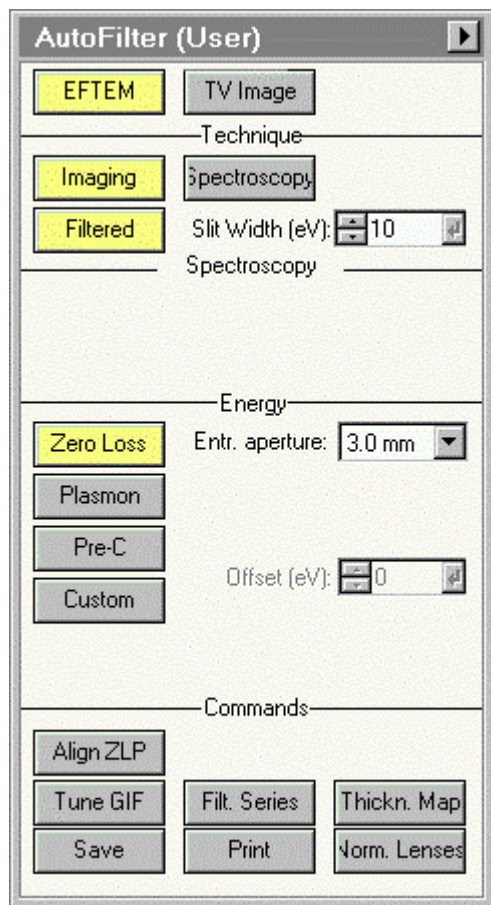 AutoFilter (User)
EFTEM TV Image
Technique
Imaging Spectroscopy
Filtered Slit Width (eV): 10
Spectroscopy
Energy
Zero Loss Entr. aperture: 3.0 mm
Plasmon
Pre-C
Offset (eV): 0
Custom
Commands
Align ZLP
Tune GIF Filt. Series Thickn. Map
Save Print Norm. Lenses